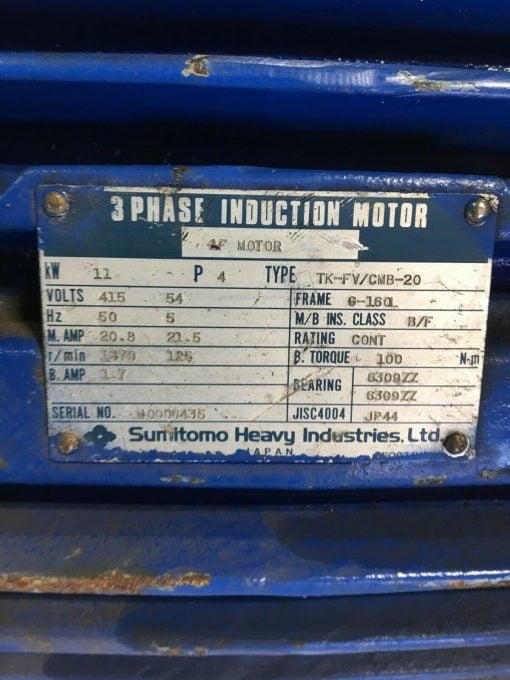 3 PHASE INDUCTION MOTOR
AF MOTOR
kW 11 P 4 TYPE TK-FV/CMB-20
VOLTS 415 54 FRAME G-160L
Hz 50 5 M/B INS. CLASS B/F
M. AMP 20.8 21.5 RATING CONT
r/min 1470 125 B. TORQUE 100 N-m
B. AMP 1.7 BEARING 6309ZZ
6309ZZ
SERIAL NO. JISC4004 JP44
Sumitomo Heavy Industries, Ltd.
JAPAN